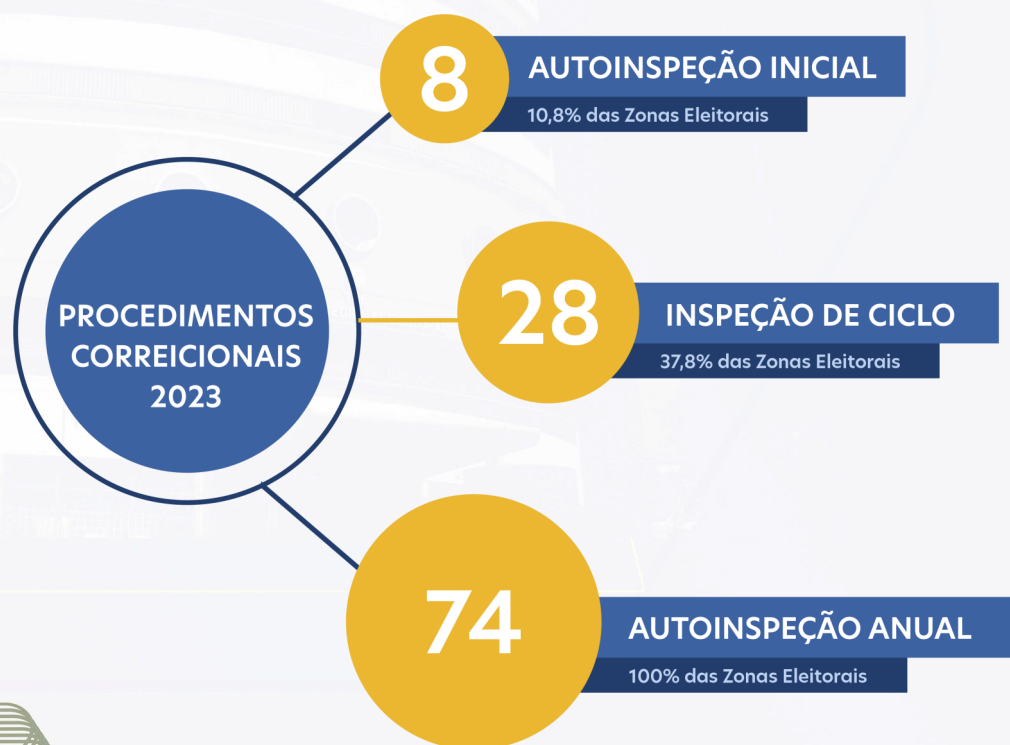 8
AUTOINSPEÇÃO INICIAL
10,8% das Zonas Eleitorais
PROCEDIMENTOS
CORREICIONAIS
2023
28
INSPEÇÃO DE CICLO
37,8% das Zonas Eleitorais
74
AUTOINSPEÇÃO ANUAL
100% das Zonas Eleitorais